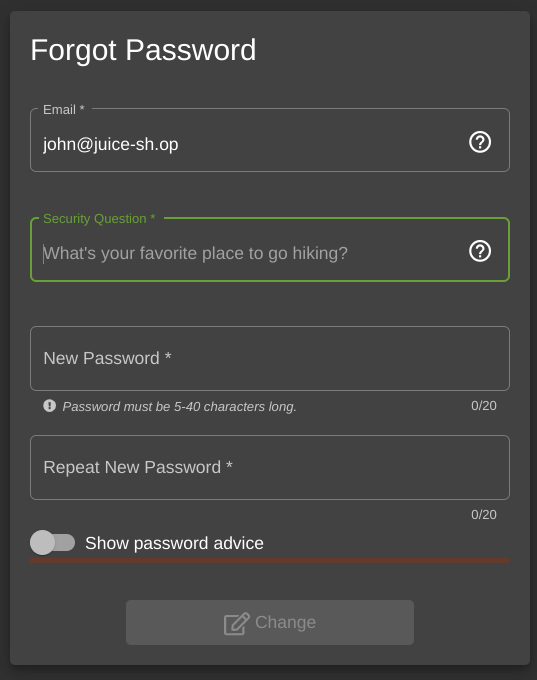 Forgot Password
Email *
john@juice-sh.op
Security Question *
What's your favorite place to go hiking?
New Password *
Password must be 5-40 characters long. 0/20
Repeat New Password *
0/20
Show password advice
Change